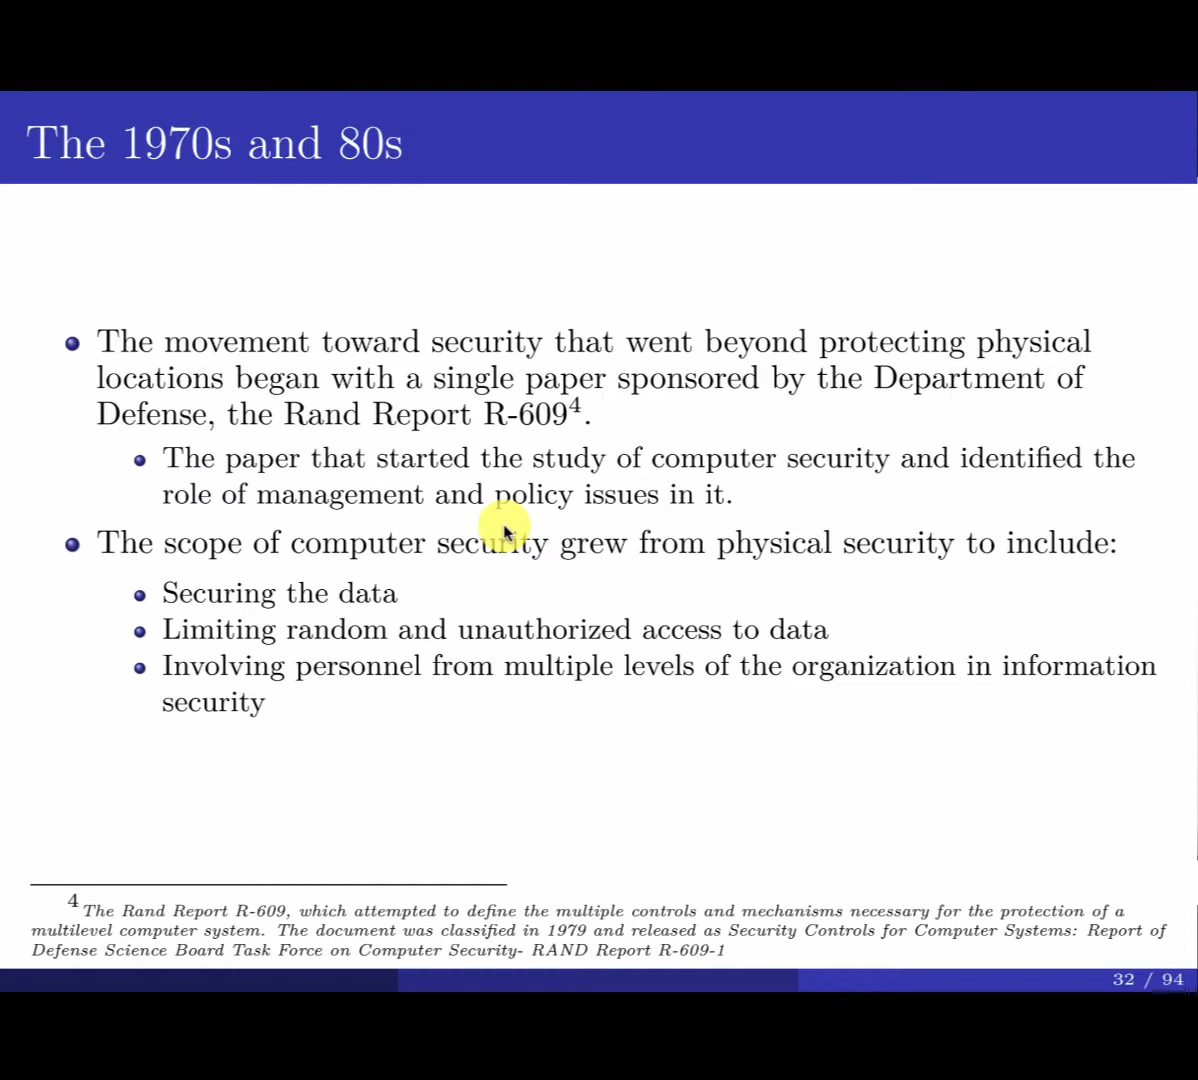 The 1970s and 80s
The movement toward security that went beyond protecting physical
locations began with a single paper sponsored by the Department of
Defense, the Rand Report R-609⁴.
The paper that started the study of computer security and identified the
role of management and policy issues in it.
The scope of computer security grew from physical security to include:
Securing the data
Limiting random and unauthorized access to data
Involving personnel from multiple levels of the organization in information
security
⁴ The Rand Report R-609, which attempted to define the multiple controls and mechanisms necessary for the protection of a
multilevel computer system. The document was classified in 1979 and released as Security Controls for Computer Systems: Report of
Defense Science Board Task Force on Computer Security- RAND Report R-609-1
32 / 94